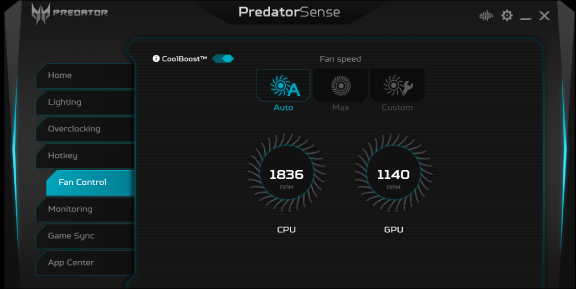 PREDATOR
PredatorSense
CoolBoost™
Fan speed
Home
Lighting
Overclocking
Hotkey
Fan Control
Monitoring
Game Sync
App Center
A
Auto
Max
Custom
1836
RPM
CPU
1140
RPM
GPU